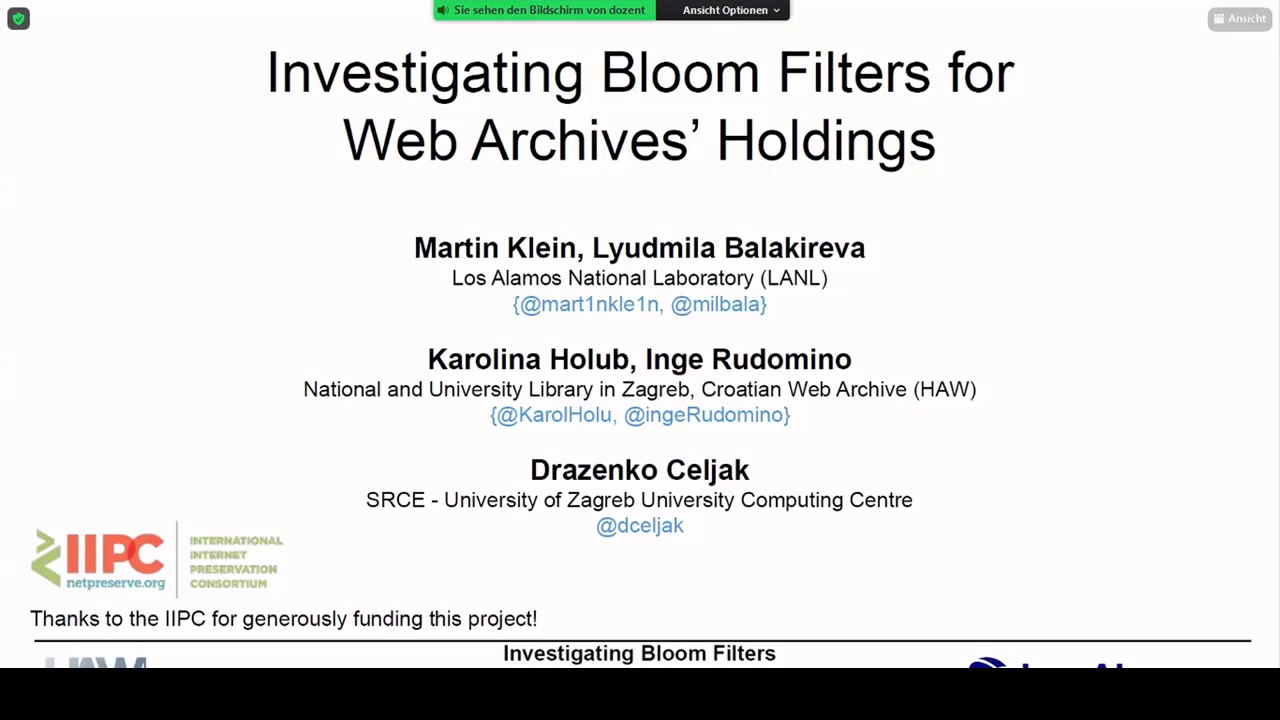 Sie sehen den Bildschirm von dozent
Ansicht Optionen
Ansicht
Investigating Bloom Filters for
Web Archives’ Holdings
Martin Klein, Lyudmila Balakireva
Los Alamos National Laboratory (LANL)
{@mart1nkle1n, @milbala}
Karolina Holub, Inge Rudomino
National and University Library in Zagreb, Croatian Web Archive (HAW)
{@KarolHolu, @ingeRudomino}
Drazenko Celjak
SRCE - University of Zagreb University Computing Centre
@dceljak
IIPC
netpreserve.org
INTERNATIONAL
INTERNET
PRESERVATION
CONSORTIUM
Thanks to the IIPC for generously funding this project!
Investigating Bloom Filters